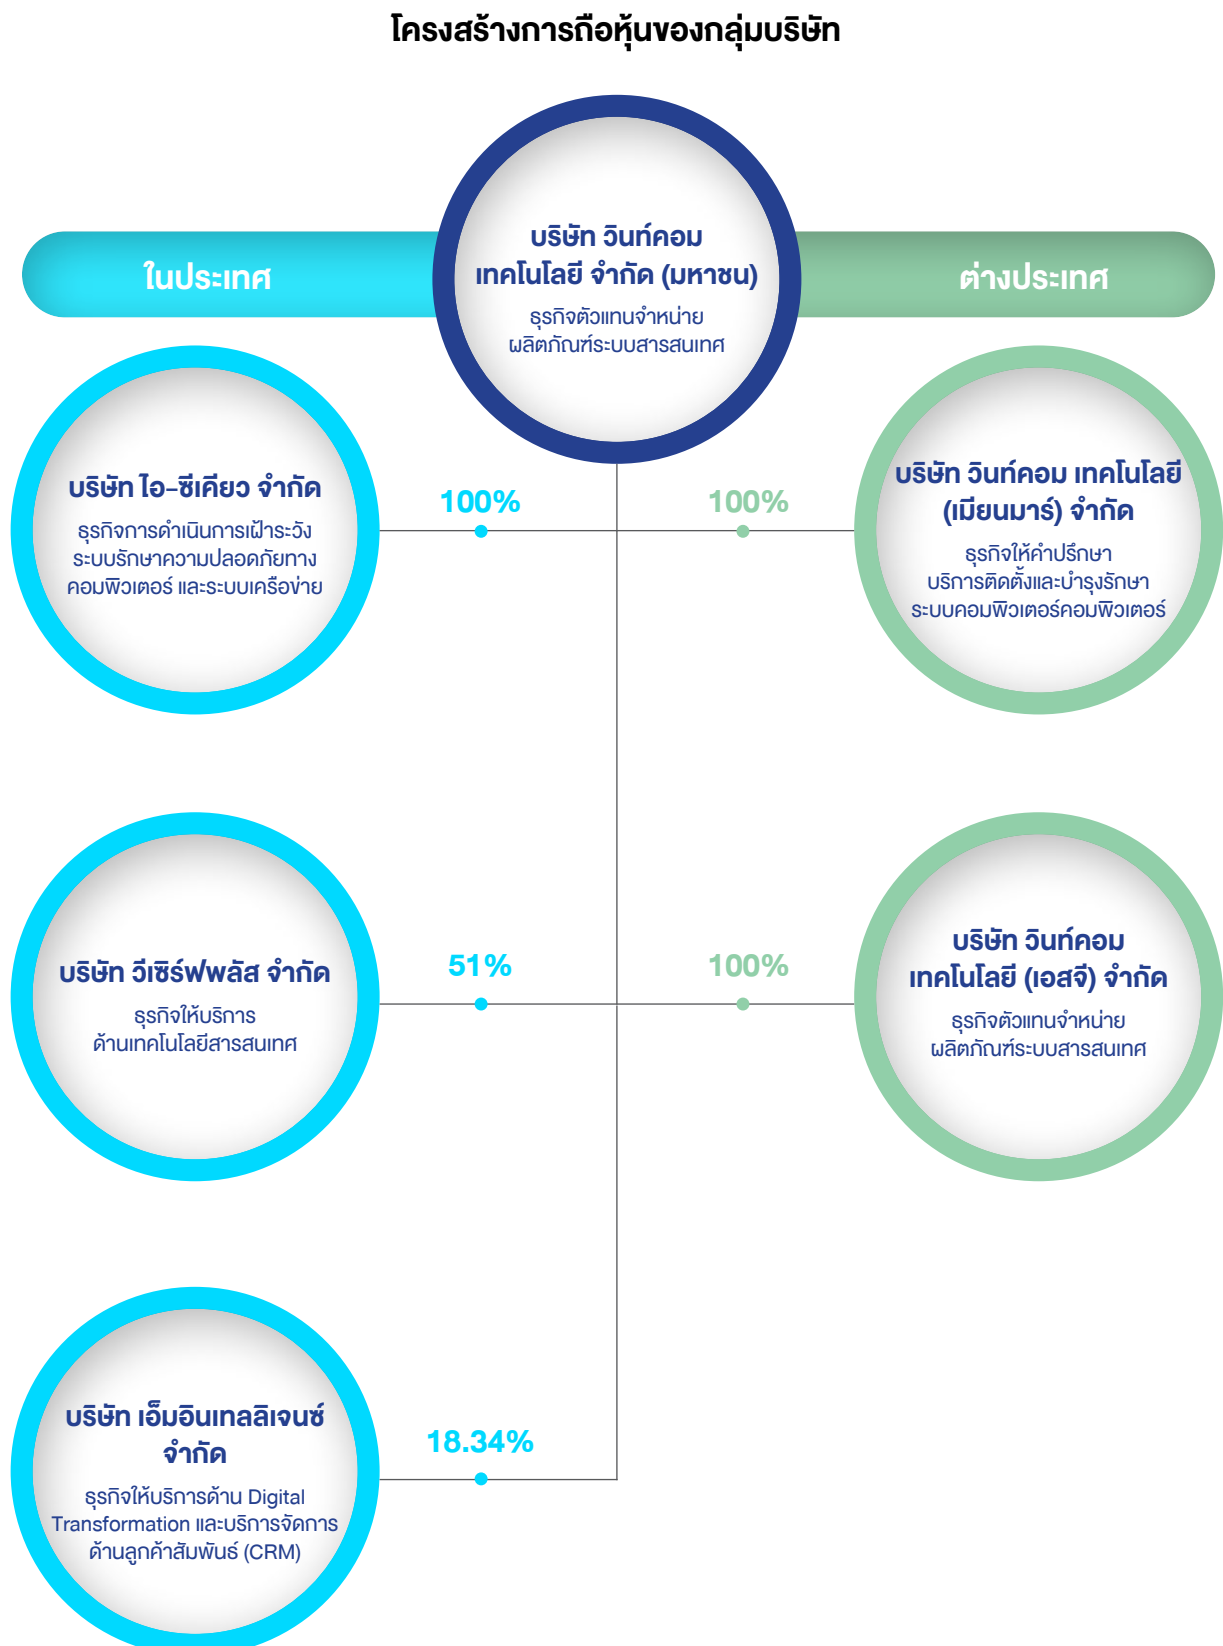 โครงสร้างการถือหุ้นของกลุ่มบริษัท
บริษัท วินท์คอม
เทคโนโลยี จำกัด (มหาชน)
ธุรกิจตัวแทนจำหน่าย
ผลิตภัณฑ์ระบบสารสนเทศ
ในประเทศ
ต่างประเทศ
บริษัท ไอ-ซีเคียว จำกัด
ธุรกิจการดำเนินการเฝ้าระวัง
ระบบรักษาความปลอดภัยทาง
คอมพิวเตอร์ และระบบเครือข่าย
100%
100%
บริษัท วินท์คอม เทคโนโลยี
(เมียนมาร์) จำกัด
ธุรกิจให้คำปรึกษา
บริการติดตั้งและบำรุงรักษา
ระบบคอมพิวเตอร์คอมพิวเตอร์
บริษัท วีเซิร์ฟพลัส จำกัด
ธุรกิจให้บริการ
ด้านเทคโนโลยีสารสนเทศ
51%
100%
บริษัท วินท์คอม
เทคโนโลยี (เอสจี) จำกัด
ธุรกิจตัวแทนจำหน่าย
ผลิตภัณฑ์ระบบสารสนเทศ
บริษัท เอ็มอินเทลลิเจนซ์
จำกัด
ธุรกิจให้บริการด้าน Digital
Transformation และบริการจัดการ
ด้านลูกค้าสัมพันธ์ (CRM)
18.34%